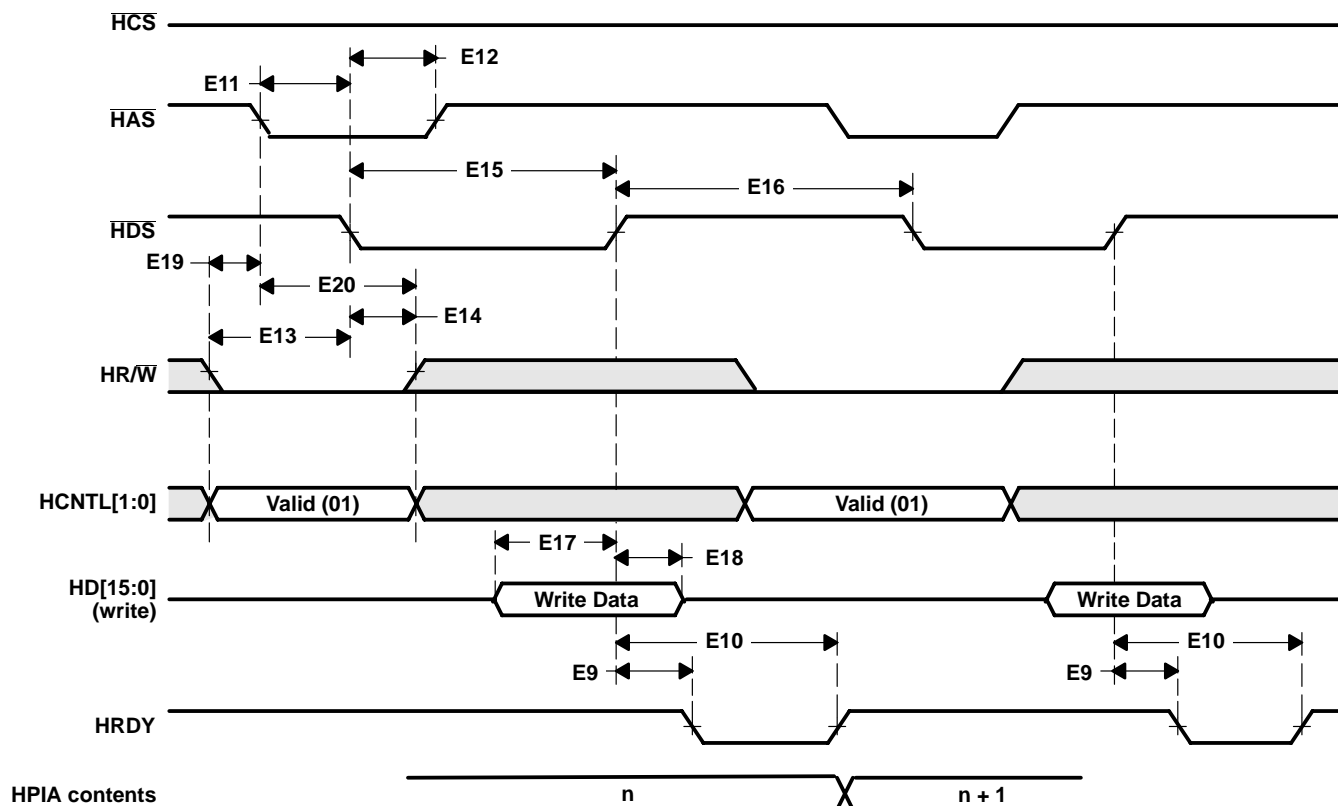 HCS
E12
E11
HAS
E15
E16
HDS
E19
E20
E14
E13
HR/W
HCNTL[1:0]
Valid (01)
Valid (01)
E17
E18
HD[15:0]
(write)
Write Data
Write Data
E10
E10
E9
E9
HRDY
HPIA contents
n
n + 1